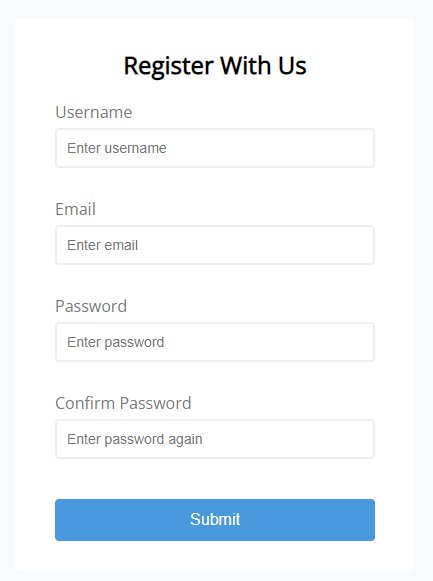 Register With Us
Username
Enter username
Email
Enter email
Password
Enter password
Confirm Password
Enter password again
Submit